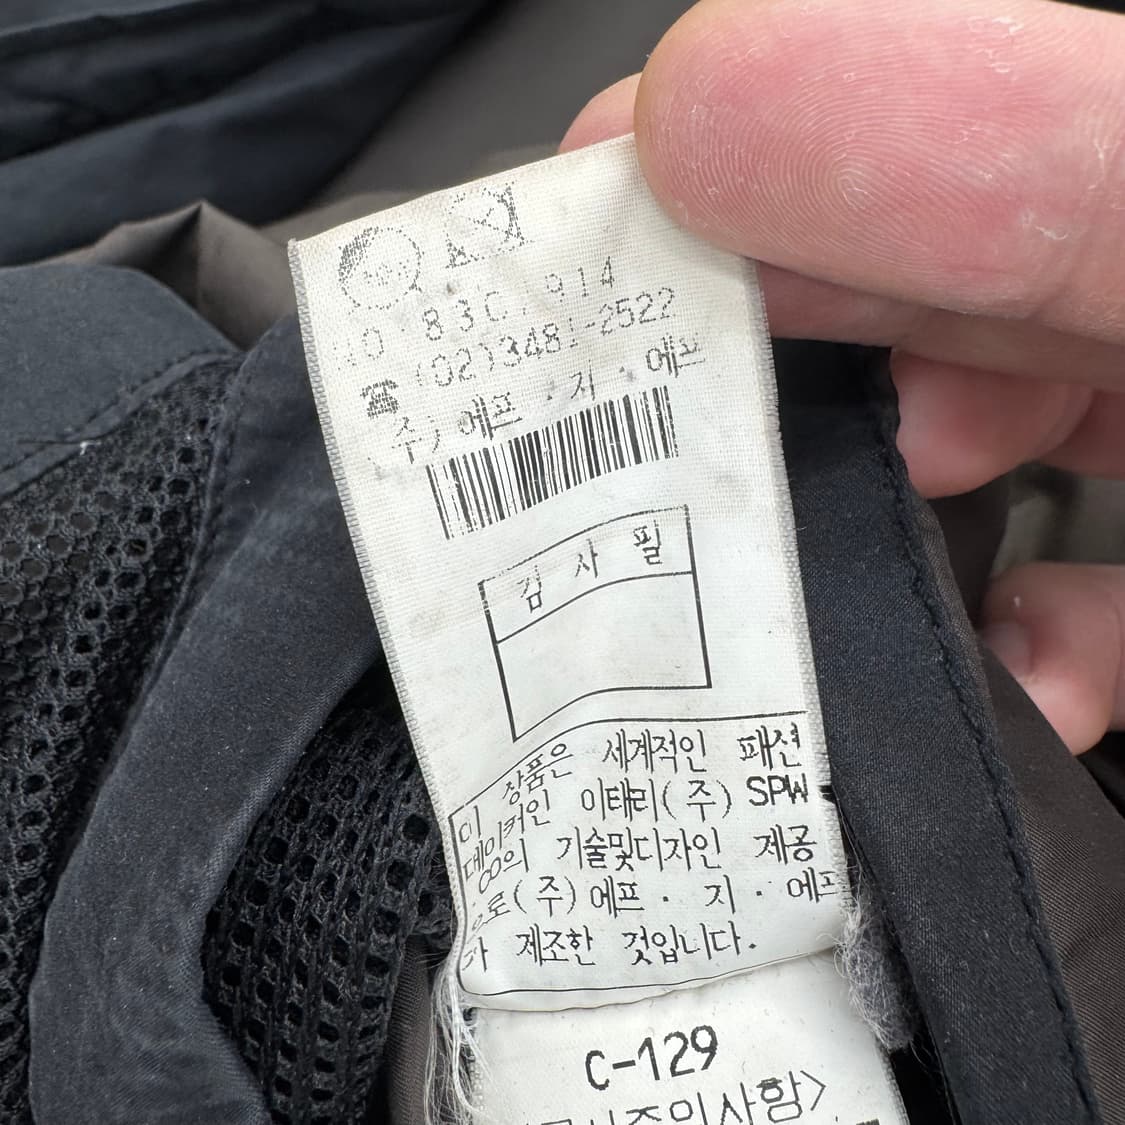 914
(02)3481-2522
주) 에프 · 지 · 에프
검 사 필
상품은 세계적인 패션
메이커인 이태리(주) SPW
CO의 기술및디자인 제공
으로(주)에프 · 지 · 에프
가 제조한 것입니다.
C-129